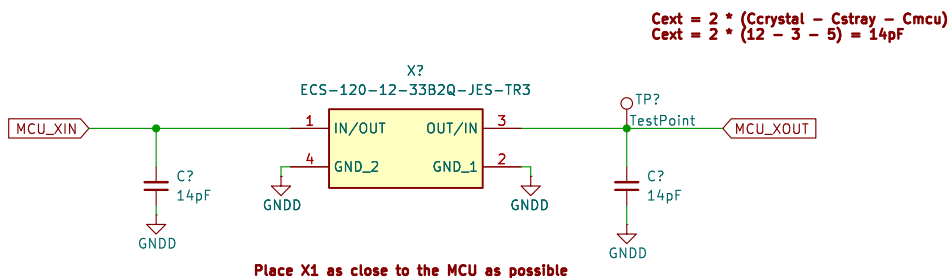 Cext = 2 * (Ccrystal - Cstray - Cmcu)
Cext = 2 * (12 - 3 - 5) = 14pF
X?
ECS-120-12-33B2Q-JES-TR3
TP?
TestPoint
MCU_XIN
1
IN/OUT
OUT/IN
3
MCU_XOUT
4
GND_2
GND_1
2
C?
14pF
GNDD
GNDD
C?
14pF
GNDD
GNDD
Place X1 as close to the MCU as possible